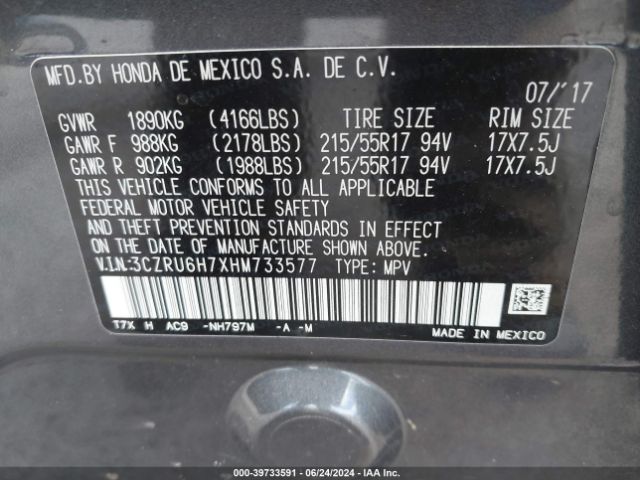 MFD.BY HONDA DE MEXICO S.A. DE C.V.
07/'17
GVWR 1890KG (4166LBS) TIRE SIZE RIM SIZE
GAWR F 988KG (2178LBS) 215/55R17 94V 17X7.5J
GAWR R 902KG (1988LBS) 215/55R17 94V 17X7.5J
THIS VEHICLE CONFORMS TO ALL APPLICABLE
FEDERAL MOTOR VEHICLE SAFETY
AND THEFT PREVENTION STANDARDS IN EFFECT
ON THE DATE OF MANUFACTURE SHOWN ABOVE.
V.I.N:3CZRU6H7XHM733577 TYPE: MPV
T7X H AC9 -NH797M -A -M
MADE IN MEXICO
000-39733591 - 06/24/2024 - IAA Inc.